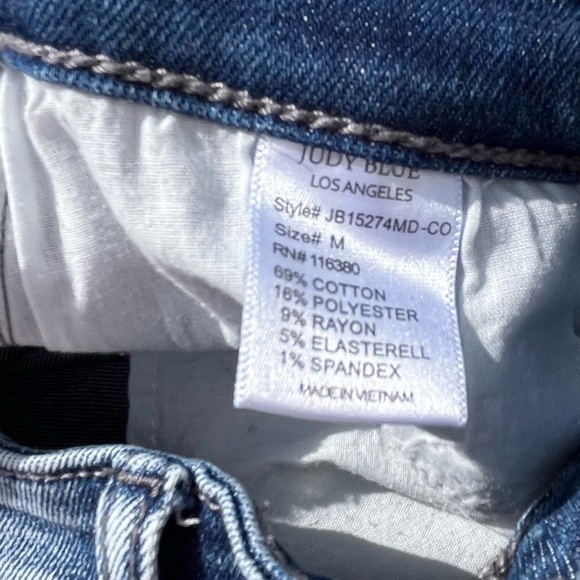 JUDY BLUE
LOS ANGELES
Style# JB15274MD-CO
Size# M
RN# 116380
69% COTTON
16% POLYESTER
9% RAYON
5% ELASTERELL
1% SPANDEX
MADE IN VIETNAM